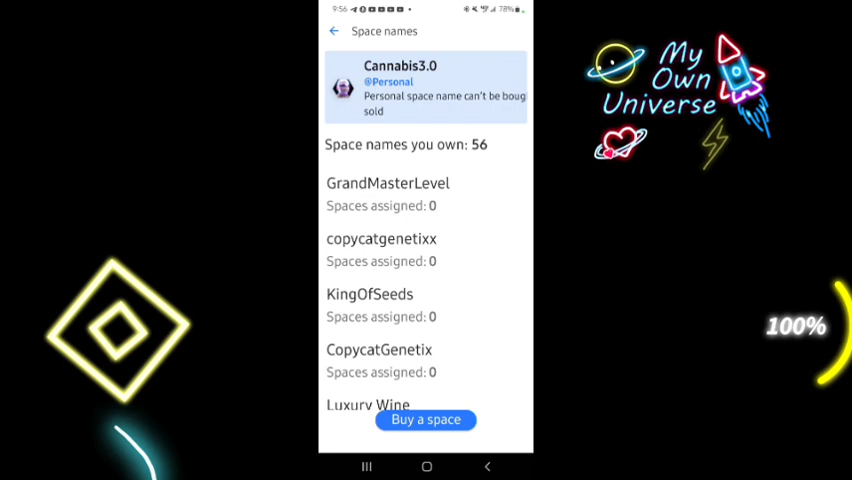 9:56
78%
Space names
Cannabis3.0
@Personal
Personal space name can't be boug
sold
Space names you own: 56
GrandMasterLevel
Spaces assigned: 0
copycatgenetixx
Spaces assigned: 0
KingOfSeeds
Spaces assigned: 0
CopycatGenetix
Spaces assigned: 0
Luxury Wine
Buy a space
My
Own
Universe
100%